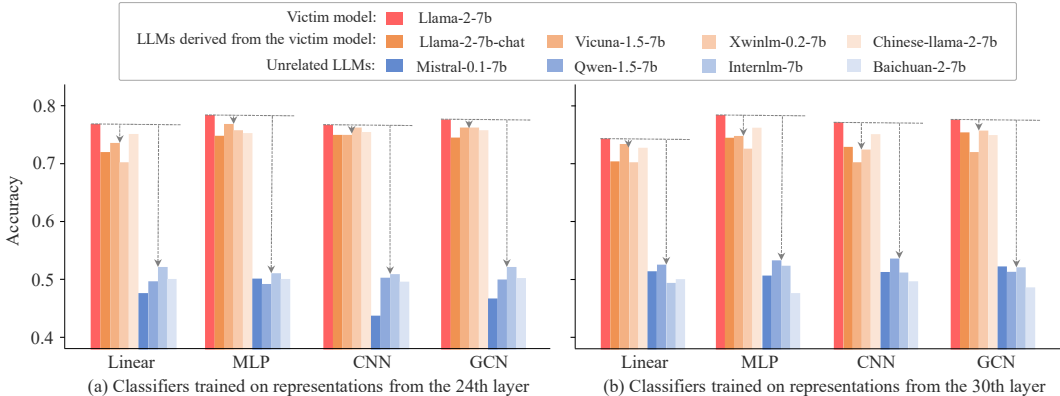 Victim model: Llama-2-7b
LLMs derived from the victim model: Llama-2-7b-chat Vicuna-1.5-7b Xwinlm-0.2-7b Chinese-llama-2-7b
Unrelated LLMs: Mistral-0.1-7b Qwen-1.5-7b Internlm-7b Baichuan-2-7b
Accuracy
0.8
0.7
0.6
0.5
0.4
Linear MLP CNN GCN
(a) Classifiers trained on representations from the 24th layer
Linear MLP CNN GCN
(b) Classifiers trained on representations from the 30th layer